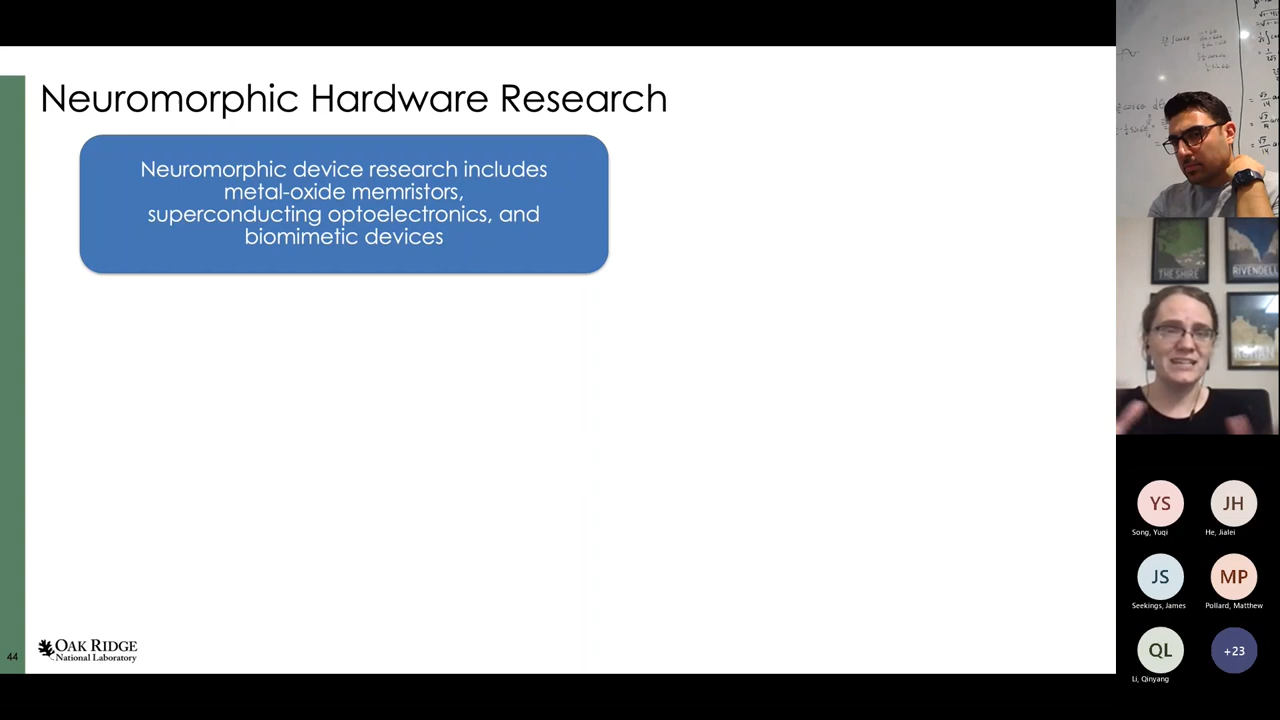 Neuromorphic Hardware Research
Neuromorphic device research includes
metal-oxide memristors,
superconducting optoelectronics, and
biomimetic devices
44
OAK RIDGE
National Laboratory
THE SHIRE
RIVENDELL
YS
JH
Song, Yuqi
He, Jialei
JS
MP
Seekings, James
Pollard, Matthew
QL
+23
Li, Qinyang